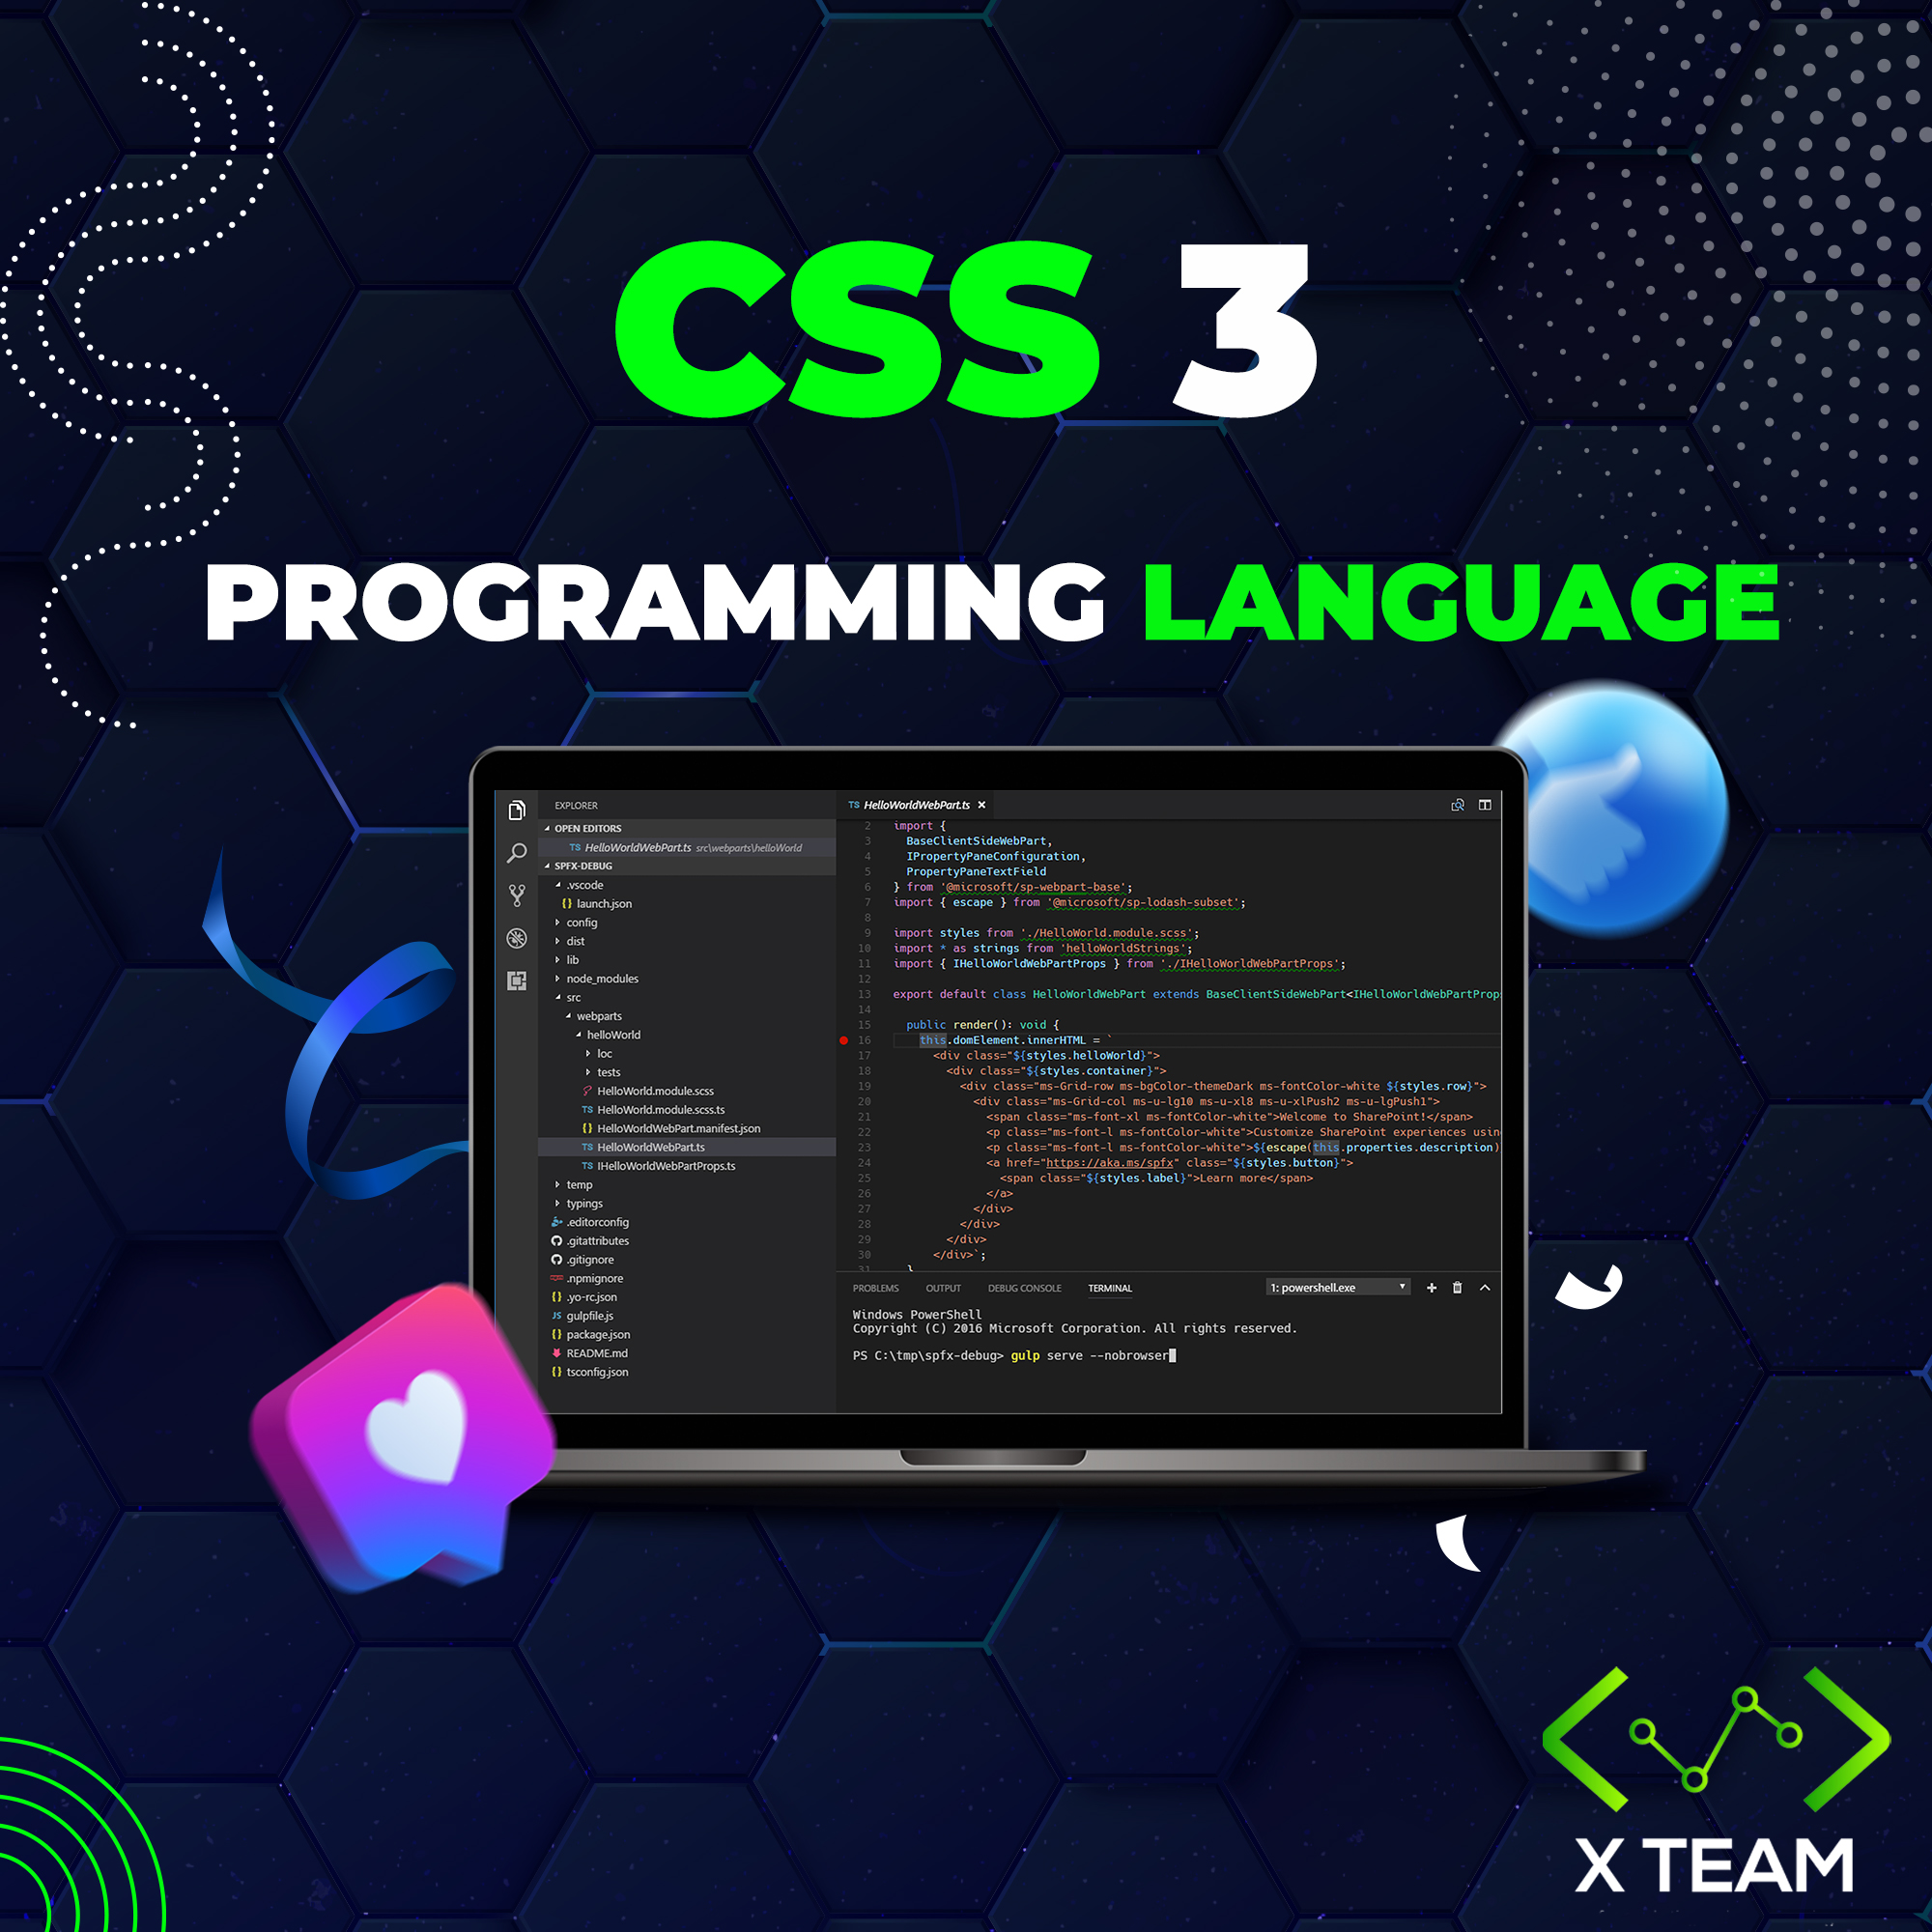 CSS 3
PROGRAMMING LANGUAGE
EXPLORER
OPEN EDITORS
TS HelloWorldWebPart.ts src\webparts\helloWorld
SPFX-DEBUG
.vscode
{} launch.json
config
dist
lib
node_modules
src
webparts
helloWorld
loc
tests
HelloWorld.module.scss
TS HelloWorld.module.scss.ts
{} HelloWorldWebPart.manifest.json
TS HelloWorldWebPart.ts
TS IHelloWorldWebPartProps.ts
temp
typings
.editorconfig
.gitattributes
.gitignore
.npmignore
{} .yo-rc.json
JS gulpfile.js
{} package.json
README.md
{} tsconfig.json
TS HelloWorldWebPart.ts ×
2 import {
3 BaseClientSideWebPart,
4 IPropertyPaneConfiguration,
5 PropertyPaneTextField
6 } from '@microsoft/sp-webpart-base';
7 import { escape } from '@microsoft/sp-lodash-subset';
8
9 import styles from './HelloWorld.module.scss';
10 import * as strings from 'helloWorldStrings';
11 import { IHelloWorldWebPartProps } from './IHelloWorldWebPartProps';
12
13 export default class HelloWorldWebPart extends BaseClientSideWebPart<IHelloWorldWebPartProps
14
15 public render(): void {
16 this.domElement.innerHTML = `
17 <div class="${styles.helloWorld}">
18 <div class="${styles.container}">
19 <div class="ms-Grid-row ms-bgColor-themeDark ms-fontColor-white ${styles.row}">
20 <div class="ms-Grid-col ms-u-lg10 ms-u-xl8 ms-u-xlPush2 ms-u-lgPush1">
21 <span class="ms-font-xl ms-fontColor-white">Welcome to SharePoint!</span>
22 <p class="ms-font-l ms-fontColor-white">Customize SharePoint experiences usin
23 <p class="ms-font-l ms-fontColor-white">${escape(this.properties.description)
24 <a href="https://aka.ms/spfx" class="${styles.button}">
25 <span class="${styles.label}">Learn more</span>
26 </a>
27 </div>
28 </div>
29 </div>
30 </div>`;
31 }
PROBLEMS OUTPUT DEBUG CONSOLE TERMINAL 1: powershell.exe
Windows PowerShell
Copyright (C) 2016 Microsoft Corporation. All rights reserved.
PS C:\tmp\spfx-debug> gulp serve --nobrowser
X TEAM